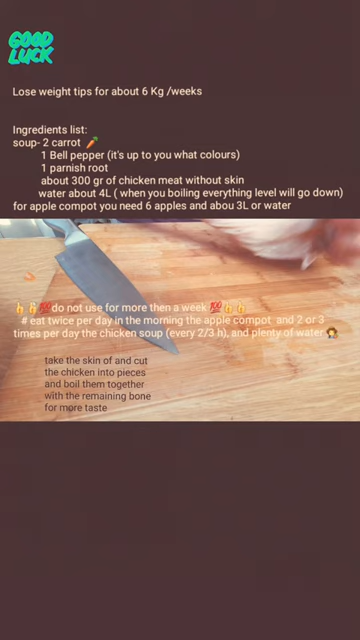 GOOD
LUCK
Lose weight tips for about 6 Kg /weeks
Ingredients list:
soup- 2 carrot 🥕
1 Bell pepper (it's up to you what colours)
1 parnish root
about 300 gr of chicken meat without skin
water about 4L ( when you boiling everything level will go down)
for apple compot you need 6 apples and abou 3L or water
👆👌💯do not use for more then a week 💯👆👆
# eat twice per day in the morning the apple compot and 2 or 3
times per day the chicken soup (every 2/3 h), and plenty of water
take the skin of and cut
the chicken into pieces
and boil them together
with the remaining bone
for more taste